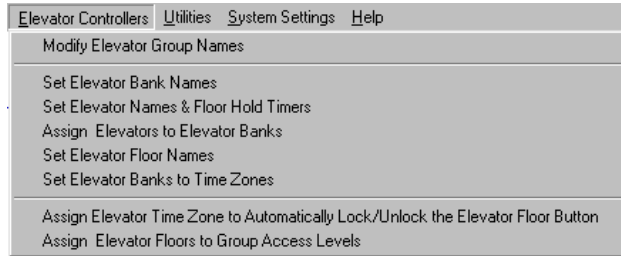 Elevator Controllers Utilities System Settings Help
Modify Elevator Group Names
Set Elevator Bank Names
Set Elevator Names & Floor Hold Timers
Assign Elevators to Elevator Banks
Set Elevator Floor Names
Set Elevator Banks to Time Zones
Assign Elevator Time Zone to Automatically Lock/Unlock the Elevator Floor Button
Assign Elevator Floors to Group Access Levels